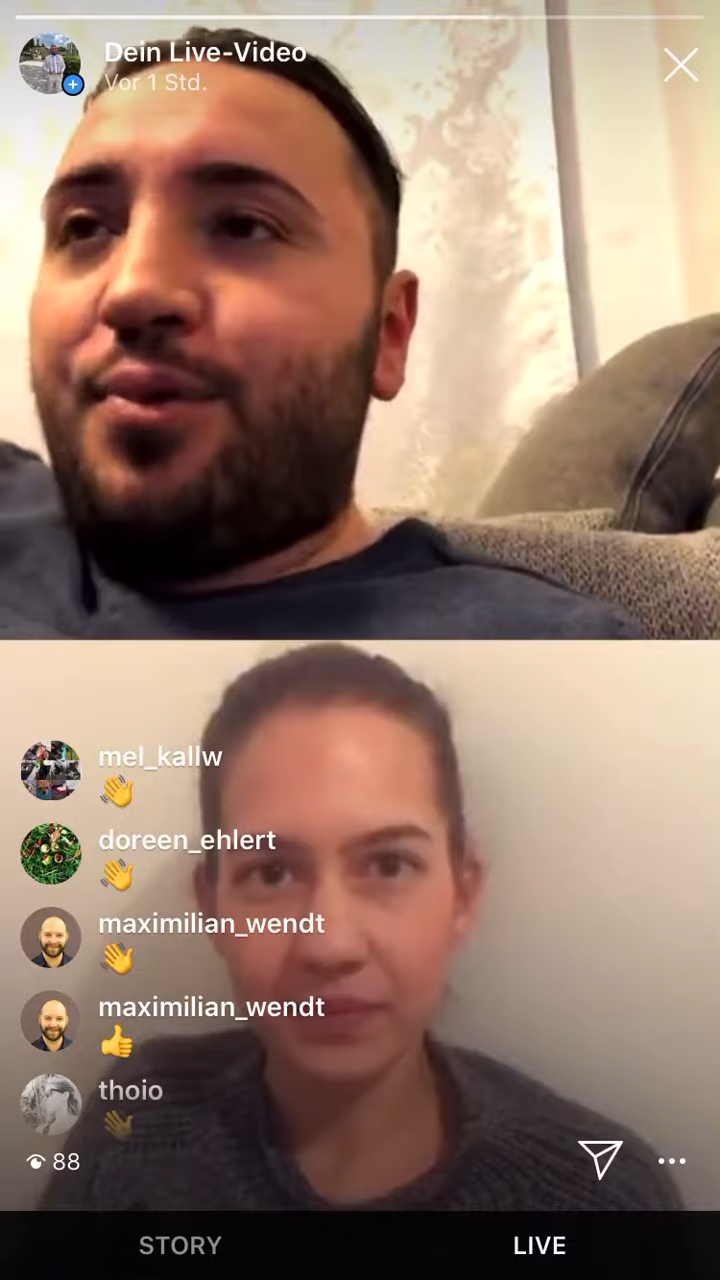 Dein Live-Video
Vor 1 Std.
mel_kallw
👋
doreen_ehlert
👋
maximilian_wendt
👋
maximilian_wendt
👍
thoio
👋
88
STORY
LIVE